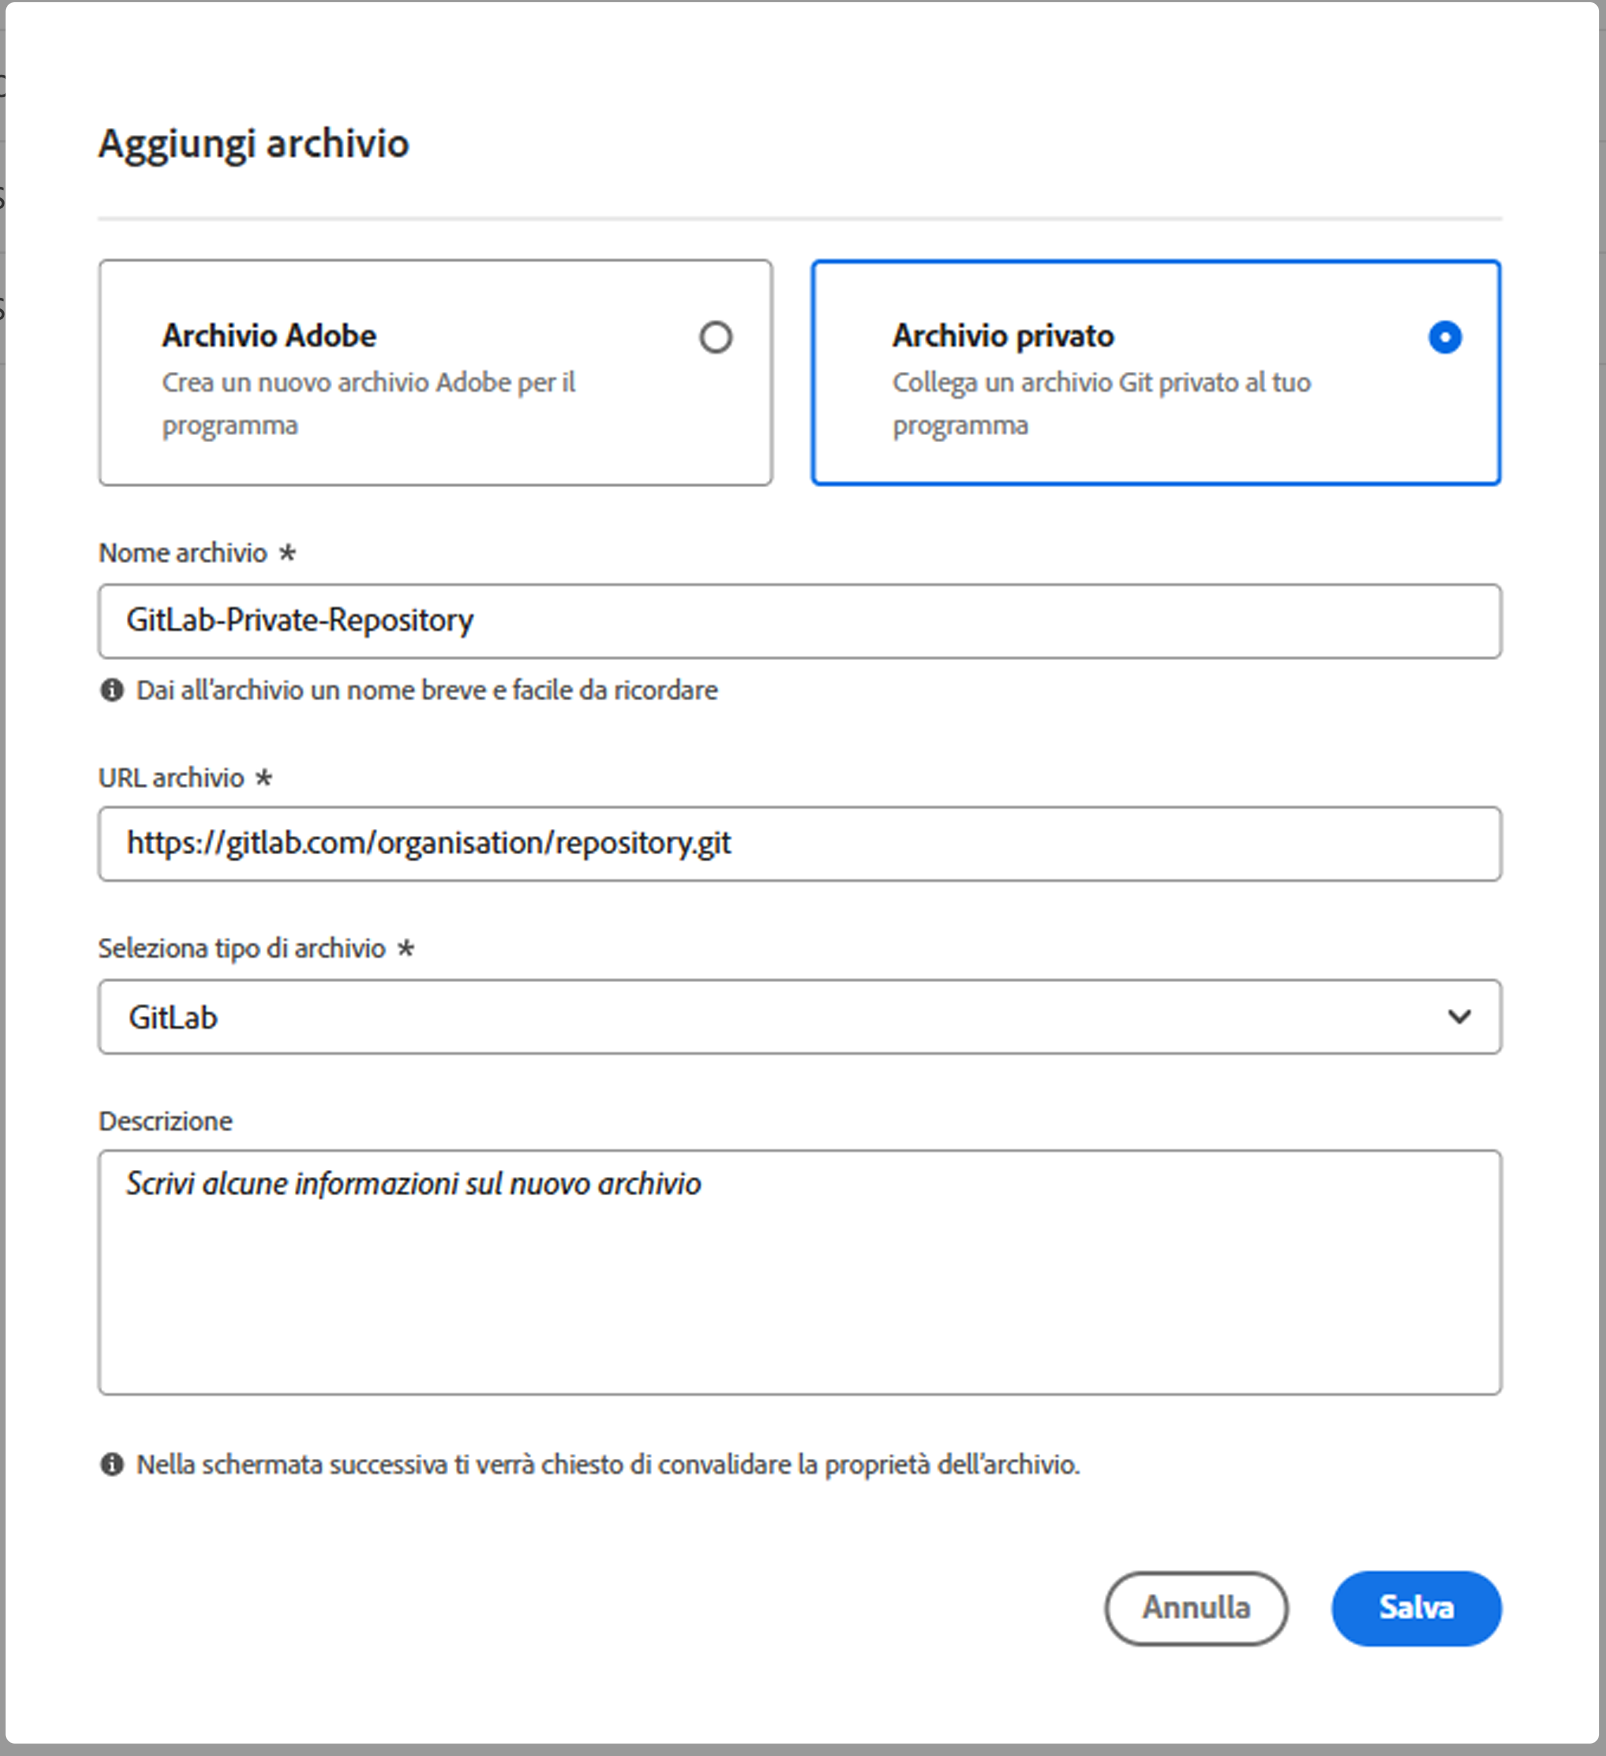 Aggiungi archivio
Archivio Adobe
Crea un nuovo archivio Adobe per il
programma
Archivio privato
Collega un archivio Git privato al tuo
programma
Nome archivio *
GitLab-Private-Repository
Dai all'archivio un nome breve e facile da ricordare
URL archivio *
https://gitlab.com/organisation/repository.git
Seleziona tipo di archivio *
GitLab
Descrizione
Scrivi alcune informazioni sul nuovo archivio
Nella schermata successiva ti verrà chiesto di convalidare la proprietà dell'archivio.
Annulla
Salva